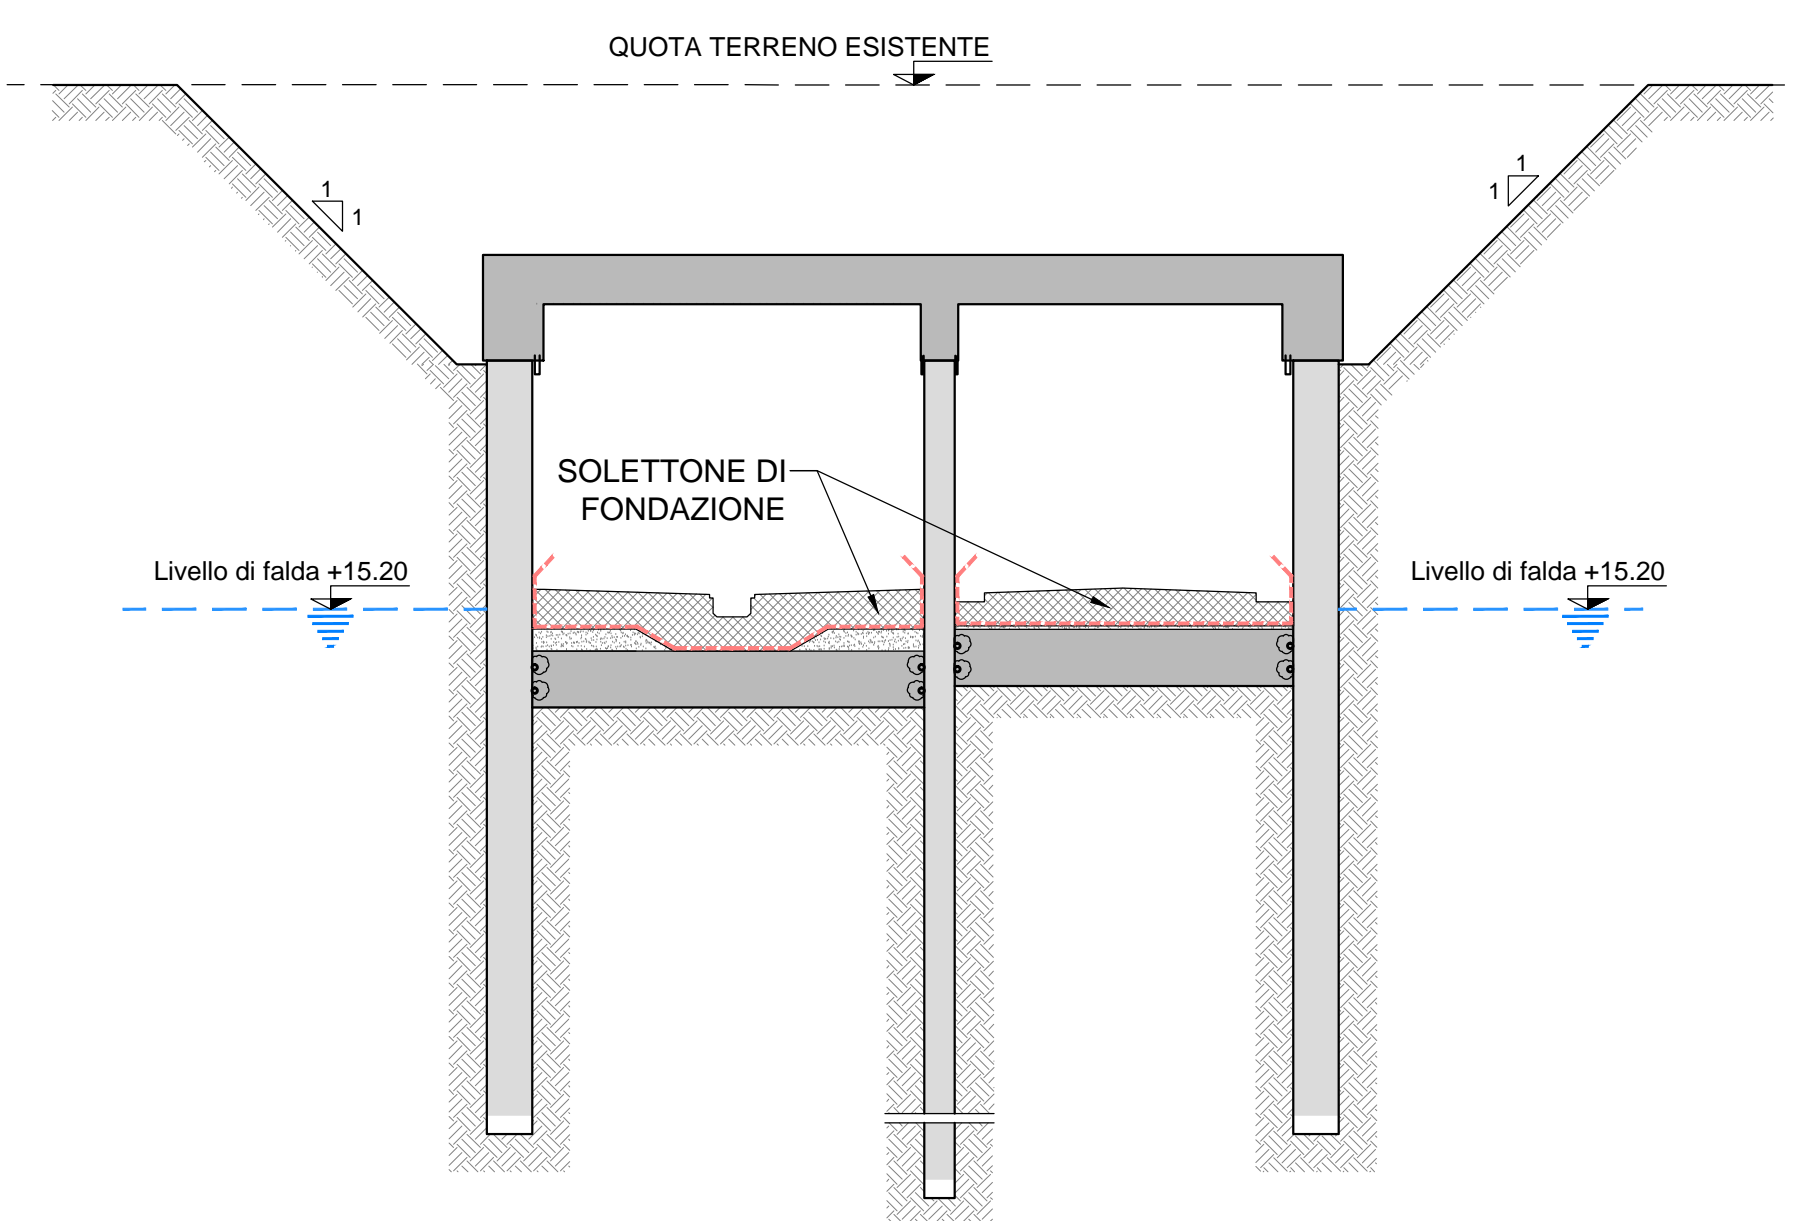 QUOTA TERRENO ESISTENTE
1
1
1
1
SOLETTONE DI
FONDAZIONE
Livello di falda +15.20
Livello di falda +15.20